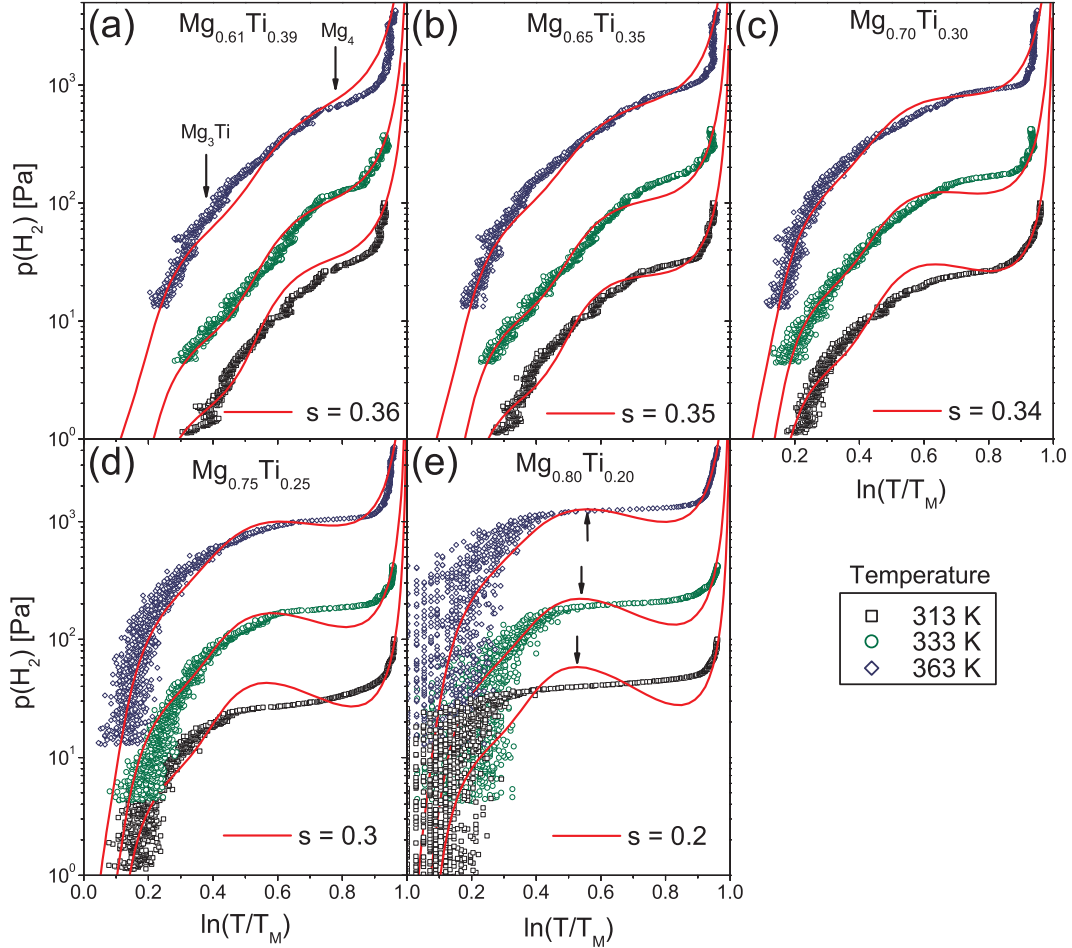 (a) Mg0.61Ti0.39
Mg4
Mg3Ti
s = 0.36
(b) Mg0.65Ti0.35
s = 0.35
(c) Mg0.70Ti0.30
s = 0.34
p(H2) [Pa]
10^3
10^2
10^1
10^0
0.2 0.4 0.6 0.8 1.0
ln(T/TM)
(d) Mg0.75Ti0.25
s = 0.3
(e) Mg0.80Ti0.20
s = 0.2
p(H2) [Pa]
10^3
10^2
10^1
10^0
0.0 0.2 0.4 0.6 0.8 1.0 0.2 0.4 0.6 0.8 1.0
ln(T/TM) ln(T/TM)
Temperature
313 K
333 K
363 K